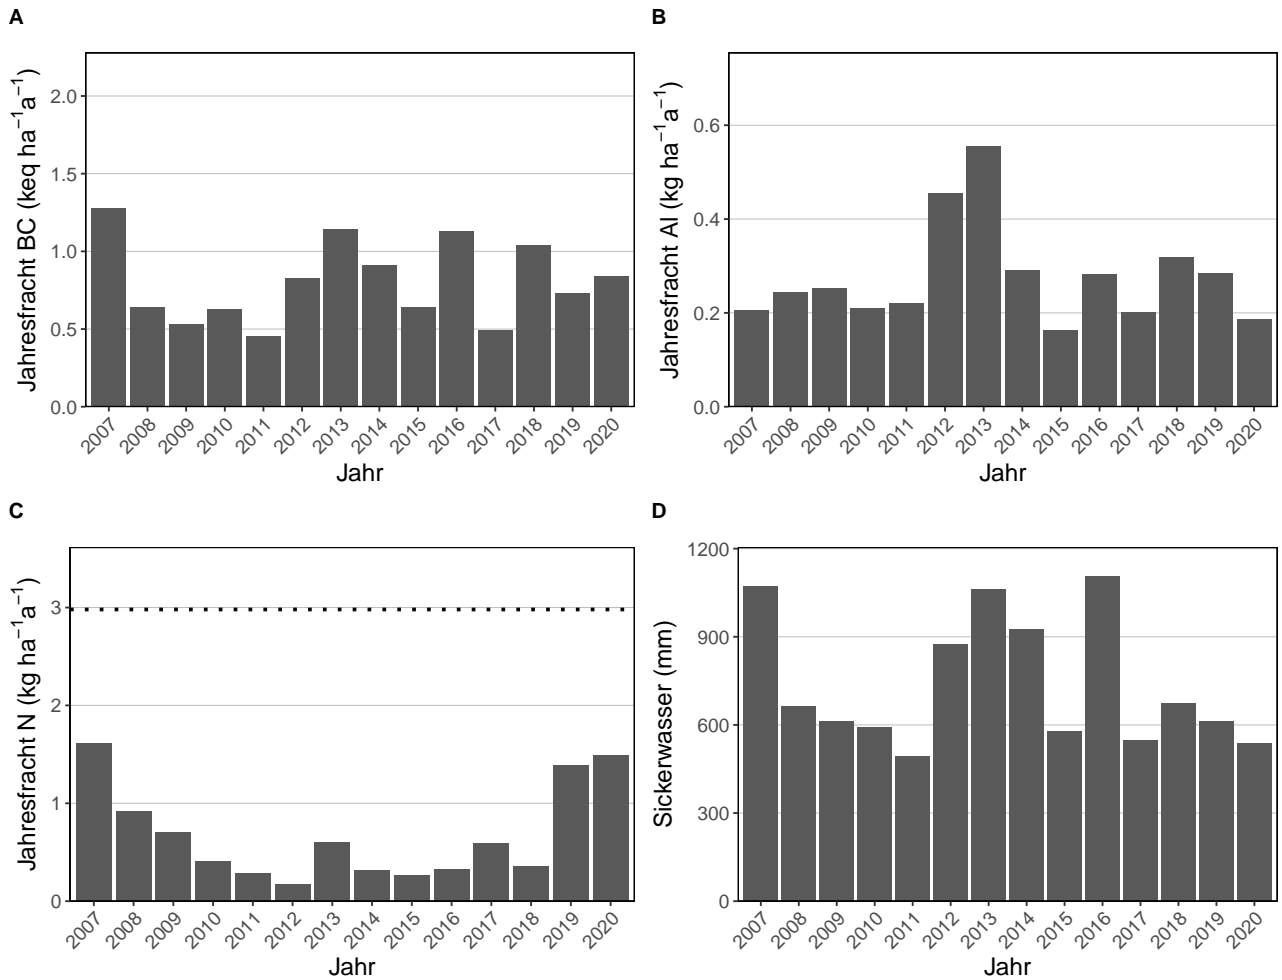 A
Jahresfracht BC (keq ha⁻¹a⁻¹)
2.0
1.5
1.0
0.5
0.0
2007 2008 2009 2010 2011 2012 2013 2014 2015 2016 2017 2018 2019 2020
Jahr
B
Jahresfracht Al (kg ha⁻¹a⁻¹)
0.6
0.4
0.2
0.0
2007 2008 2009 2010 2011 2012 2013 2014 2015 2016 2017 2018 2019 2020
Jahr
C
Jahresfracht N (kg ha⁻¹a⁻¹)
3
2
1
0
2007 2008 2009 2010 2011 2012 2013 2014 2015 2016 2017 2018 2019 2020
Jahr
D
Sickerwasser (mm)
1200
900
600
300
0
2007 2008 2009 2010 2011 2012 2013 2014 2015 2016 2017 2018 2019 2020
Jahr